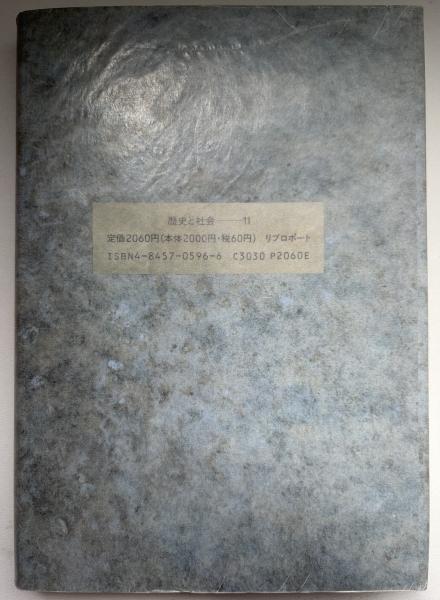 歴史と社会――11
定価2060円(本体2000円・税60円) リブロポート
ISBN4-8457-0596-6 C3030 P2060E